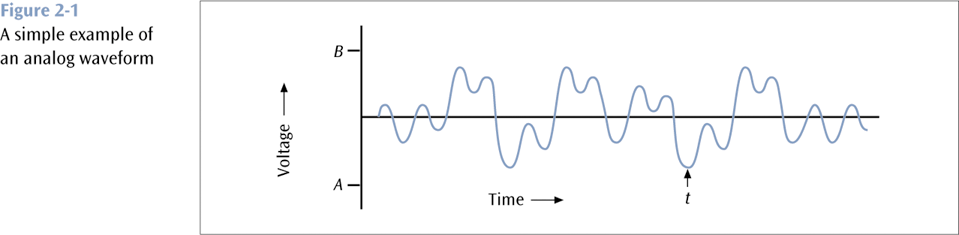 Figure 2-1
A simple example of
an analog waveform
B
Voltage
A
Time
t